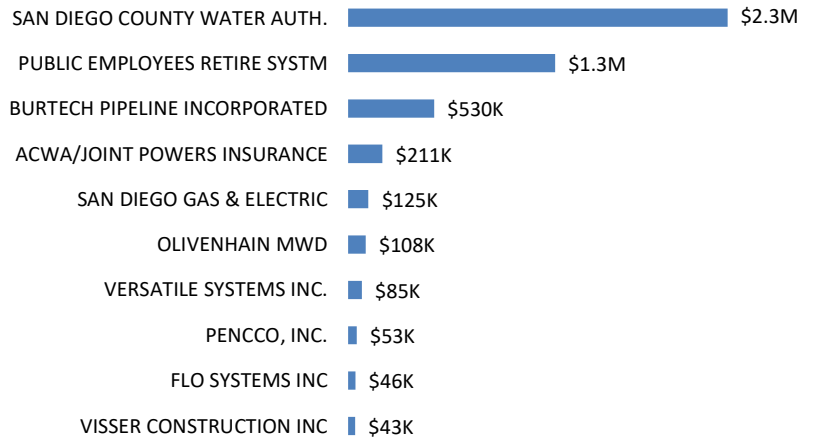 SAN DIEGO COUNTY WATER AUTH. $2.3M
PUBLIC EMPLOYEES RETIRE SYSTM $1.3M
BURTECH PIPELINE INCORPORATED $530K
ACWA/JOINT POWERS INSURANCE $211K
SAN DIEGO GAS & ELECTRIC $125K
OLIVENHAIN MWD $108K
VERSATILE SYSTEMS INC. $85K
PENCCO, INC. $53K
FLO SYSTEMS INC $46K
VISSER CONSTRUCTION INC $43K